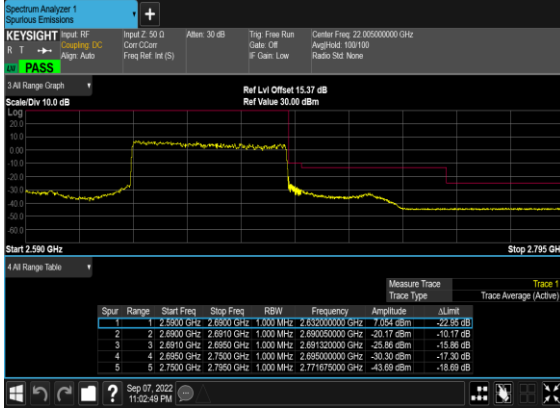 Spectrum Analyzer 1
Spurious Emissions
+
KEYSIGHT Input: RF Input Z: 50 Ω Atten: 30 dB Trig: Free Run Center Freq: 22.005000000 GHz
R T Coupling: DC Corr CCorr Gate: Off Avg|Hold: 100/100
Align: Auto Freq Ref: Int (S) IF Gain: Low Radio Std: None
LXI PASS
3 All Range Graph
Ref Lvl Offset 15.37 dB
Scale/Div 10.0 dB Ref Value 30.00 dBm
Log
20.0
10.0
0.00
-10.0
-20.0
-30.0
-40.0
-50.0
-60.0
Start 2.590 GHz Stop 2.795 GH
4 All Range Table
Measure Trace Trace 1
Trace Type Trace Average (Active)
Spur Range Start Freq Stop Freq RBW Frequency Amplitude ΔLimit
1 1 2.5900 GHz 2.6900 GHz 1.000 MHz 2.632000000 GHz 7.054 dBm -22.95 dB
2 2 2.6900 GHz 2.6910 GHz 1.000 MHz 2.690050000 GHz -20.17 dBm -10.17 dB
3 3 2.6910 GHz 2.6950 GHz 1.000 MHz 2.691320000 GHz -25.86 dBm -15.86 dB
4 4 2.6950 GHz 2.7500 GHz 1.000 MHz 2.695000000 GHz -30.30 dBm -17.30 dB
5 5 2.7500 GHz 2.7950 GHz 1.000 MHz 2.771675000 GHz -43.69 dBm -18.69 dB
? Sep 07, 2022
11:02:49 PM